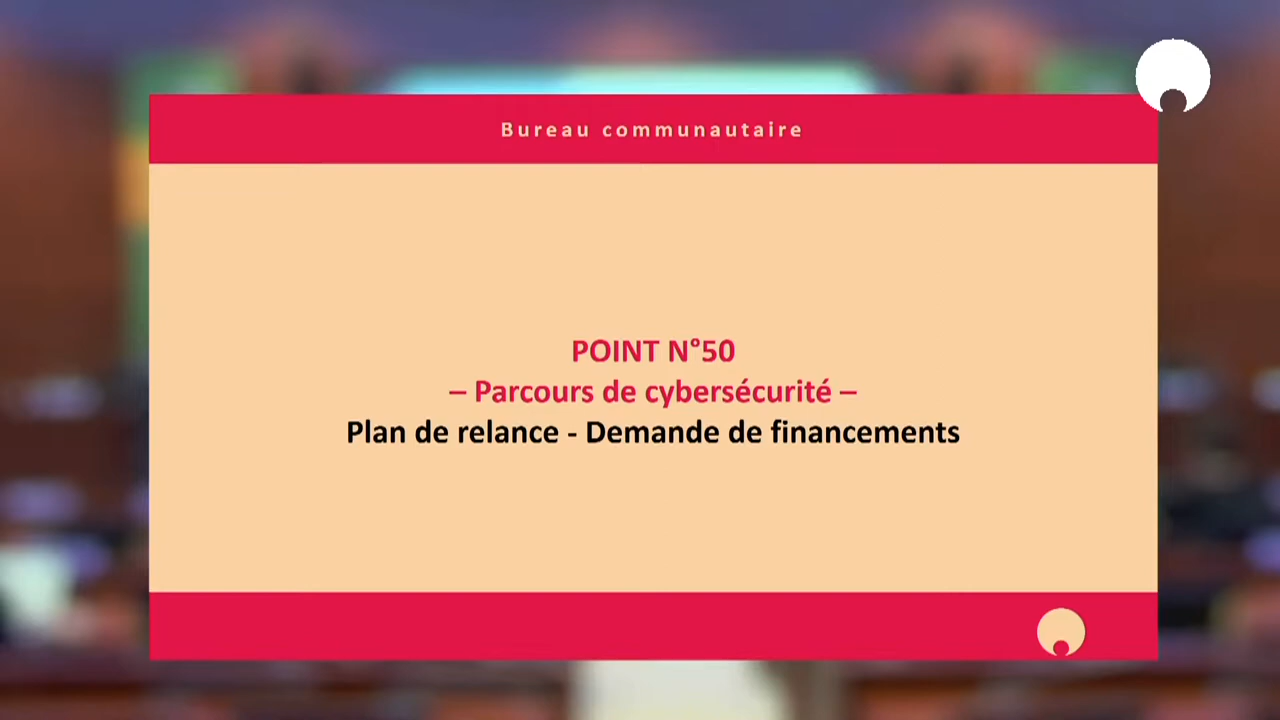 Bureau communautaire
POINT N°50
– Parcours de cybersécurité –
Plan de relance - Demande de financements